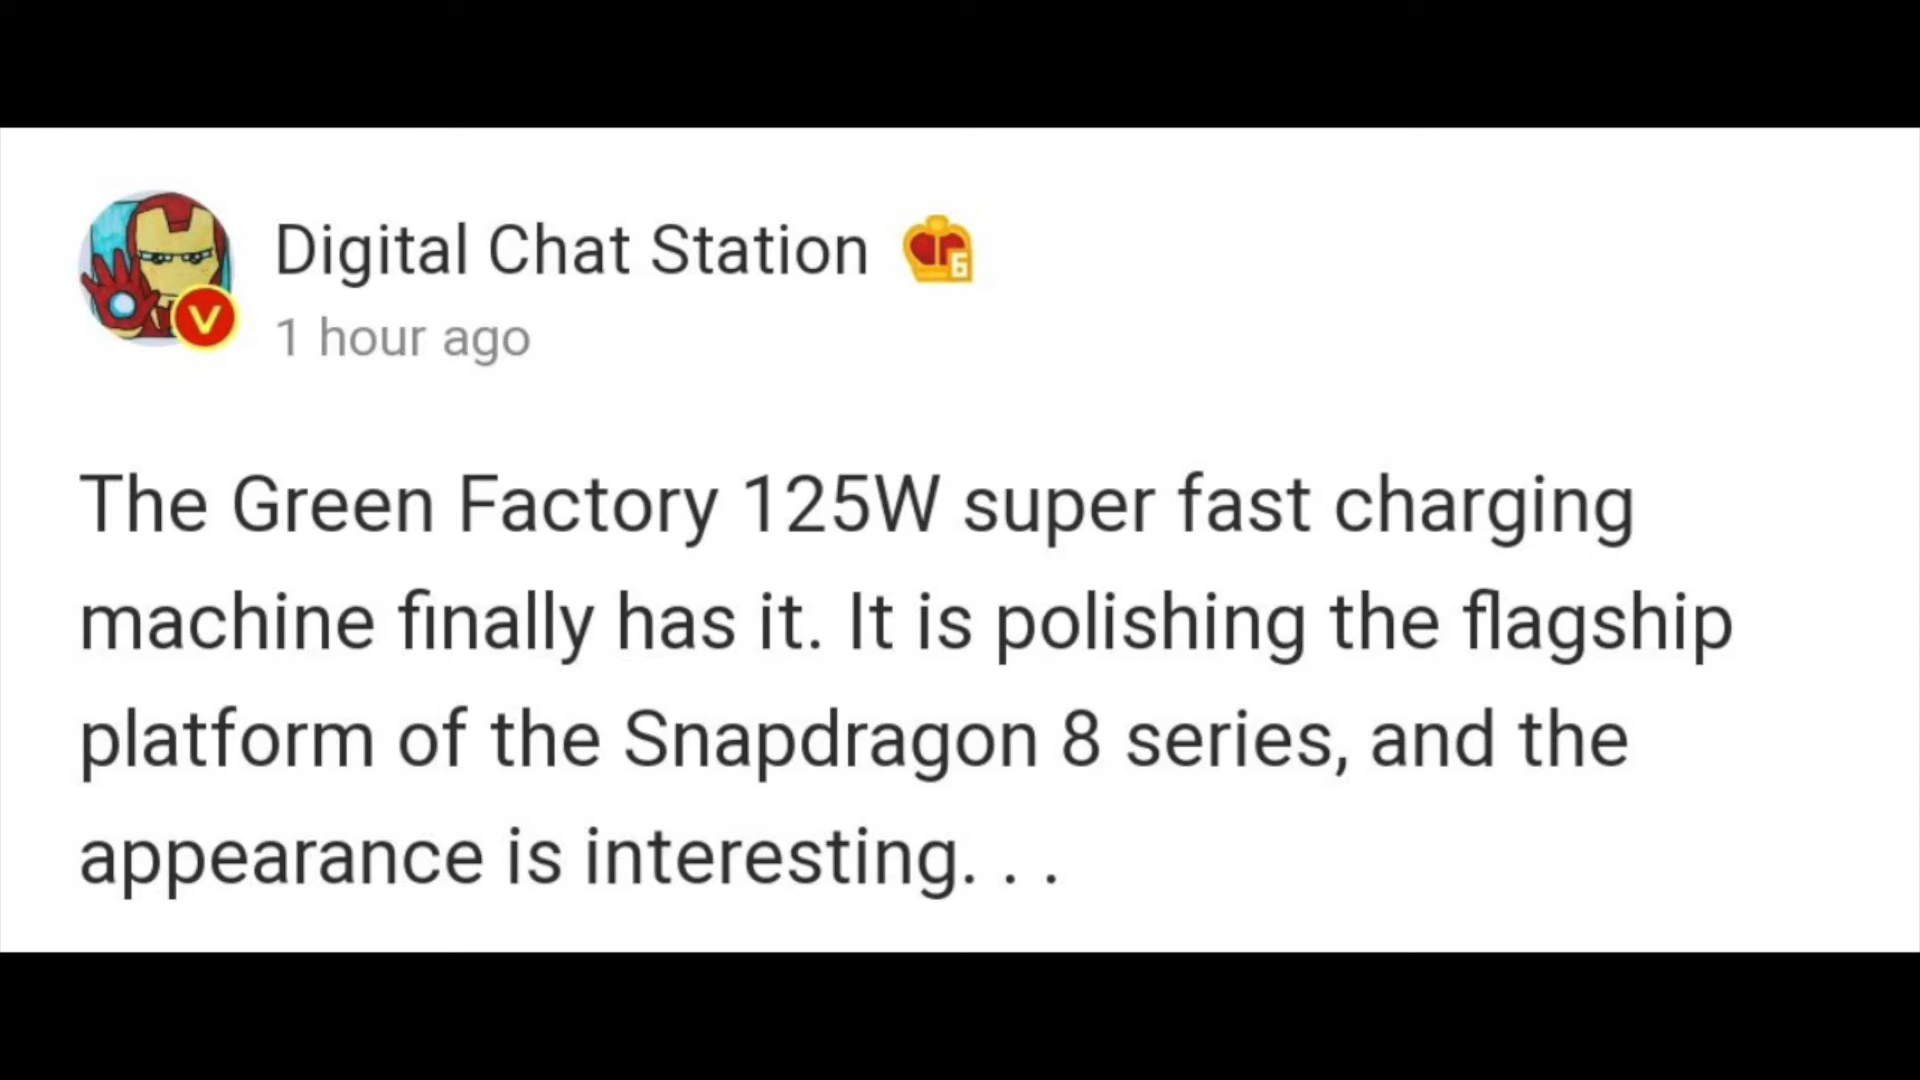 Digital Chat Station
6
V
1 hour ago
The Green Factory 125W super fast charging
machine finally has it. It is polishing the flagship
platform of the Snapdragon 8 series, and the
appearance is interesting. . .